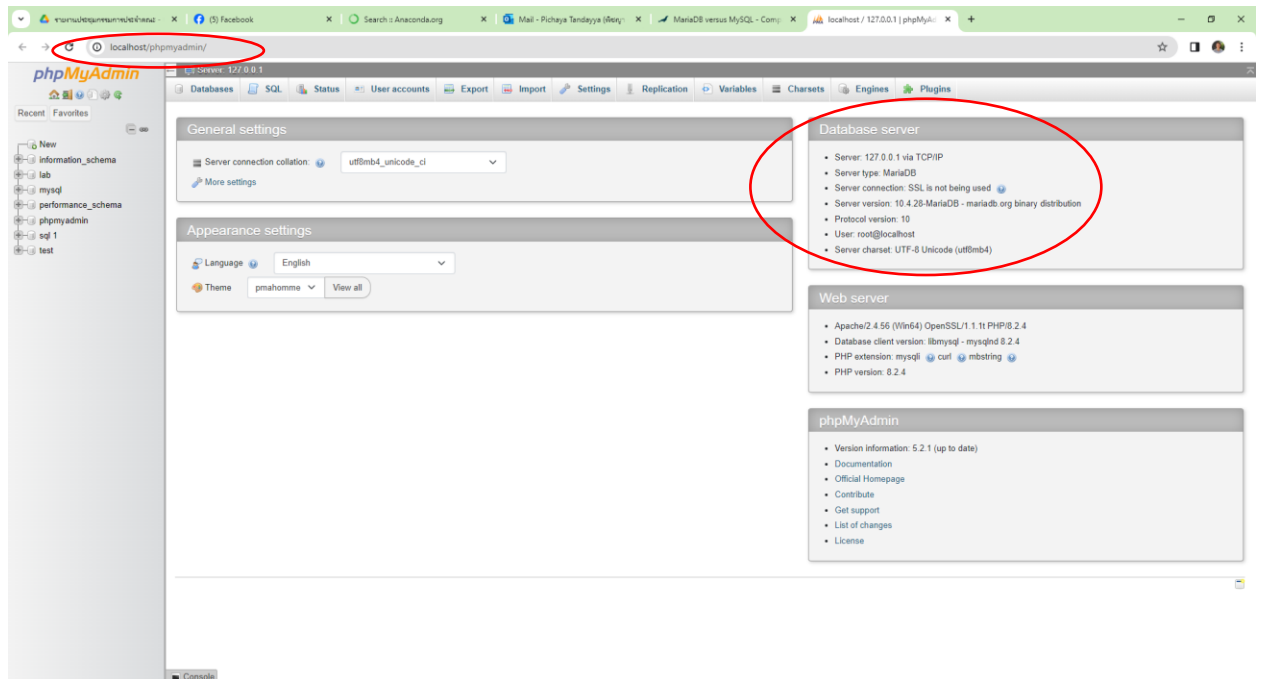 (5) Facebook
Search :: Anaconda.org
Mail - Pichaya Tandayya
MariaDB versus MySQL - Comp
localhost / 127.0.0.1 | phpMyAd
localhost/phpmyadmin/
phpMyAdmin
Recent Favorites
New
information_schema
lab
mysql
performance_schema
phpmyadmin
sql 1
test
Server: 127.0.0.1
Databases SQL Status User accounts Export Import Settings Replication Variables Charsets Engines Plugins
General settings
Server connection collation: utf8mb4_unicode_ci
More settings
Appearance settings
Language English
Theme pmahomme View all
Database server
Server: 127.0.0.1 via TCP/IP
Server type: MariaDB
Server connection: SSL is not being used
Server version: 10.4.28-MariaDB - mariadb.org binary distribution
Protocol version: 10
User: root@localhost
Server charset: UTF-8 Unicode (utf8mb4)
Web server
Apache/2.4.56 (Win64) OpenSSL/1.1.1t PHP/8.2.4
Database client version: libmysql - mysqlnd 8.2.4
PHP extension: mysqli curl mbstring
PHP version: 8.2.4
phpMyAdmin
Version information: 5.2.1 (up to date)
Documentation
Official Homepage
Contribute
Get support
List of changes
License
Console